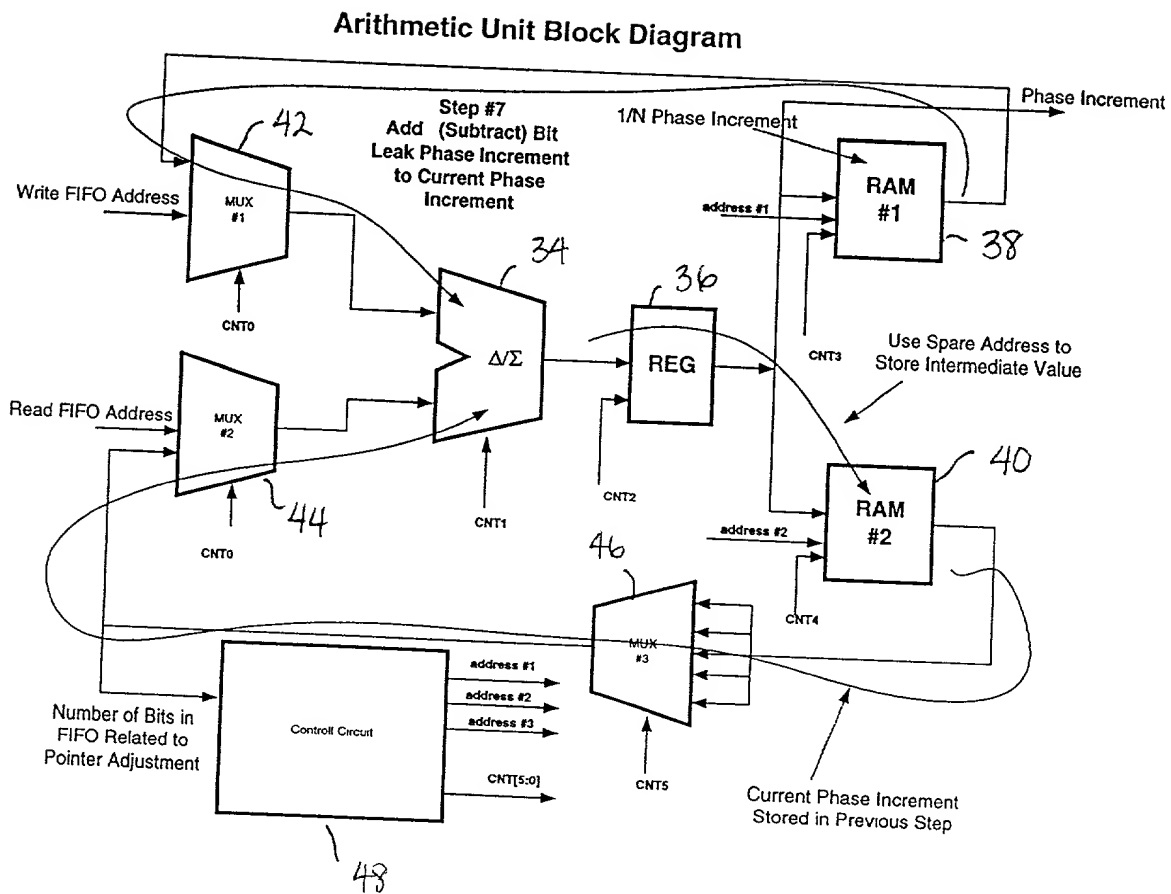 Arithmetic Unit Block Diagram
Phase Increment
42
Step #7
Add (Subtract) Bit
Leak Phase Increment
to Current Phase
Increment
1/N Phase Increment
RAM
#1
MUX
#1
Write FIFO Address
address #1
38
CNT0
34
36
CNT3
Δ/Σ
REG
Use Spare Address to
Store Intermediate Value
Read FIFO Address
MUX
#2
40
44
CNT0
CNT1
CNT2
RAM
#2
address #2
46
CNT4
MUX
#3
address #1
address #2
address #3
Number of Bits in
FIFO Related to
Pointer Adjustment
Controll Circuit
CNT[5:0]
CNT5
Current Phase Increment
Stored in Previous Step
48